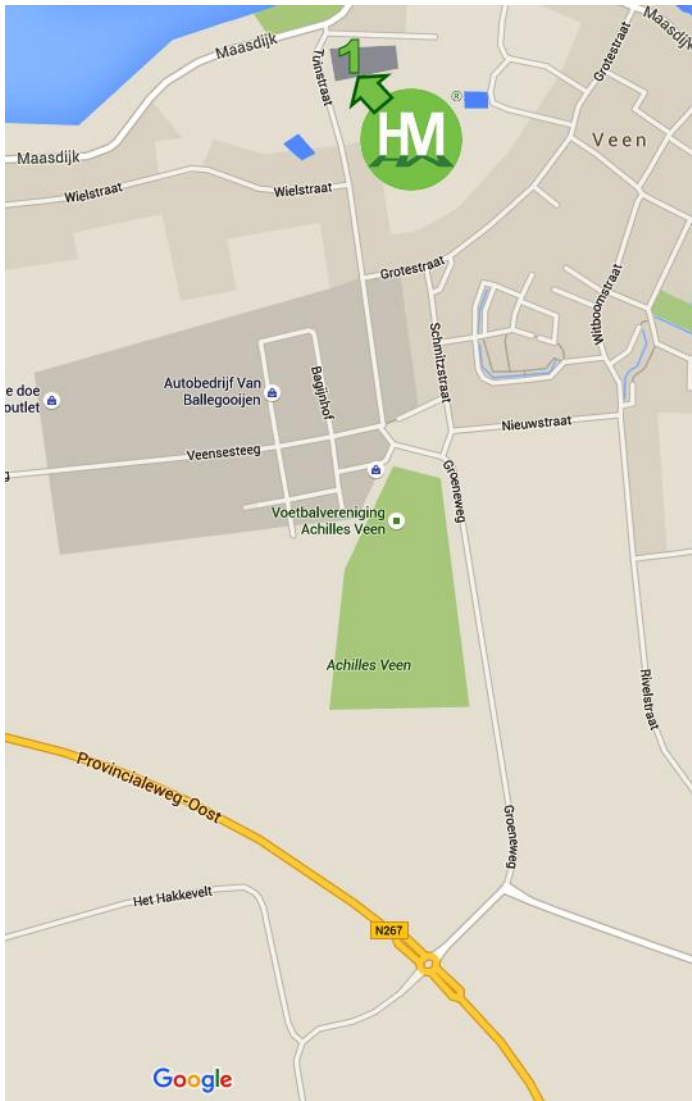 Maasdijk
Maasdijk
1
Tuinstraat
Grotestraat
®
HM
Veen
Maasdijk
Wielstraat
Wielstraat
Grotestraat
Witboomstraat
Schmitzstraat
e doe
outlet
Autobedrijf Van
Ballegooijen
Bagijnhof
Nieuwstraat
g
Veensesteeg
Groeneweg
Voetbalvereniging
Achilles Veen
Achilles Veen
Rivelstraat
Provincialeweg-Oost
Groeneweg
Het Hakkevelt
N267
Google